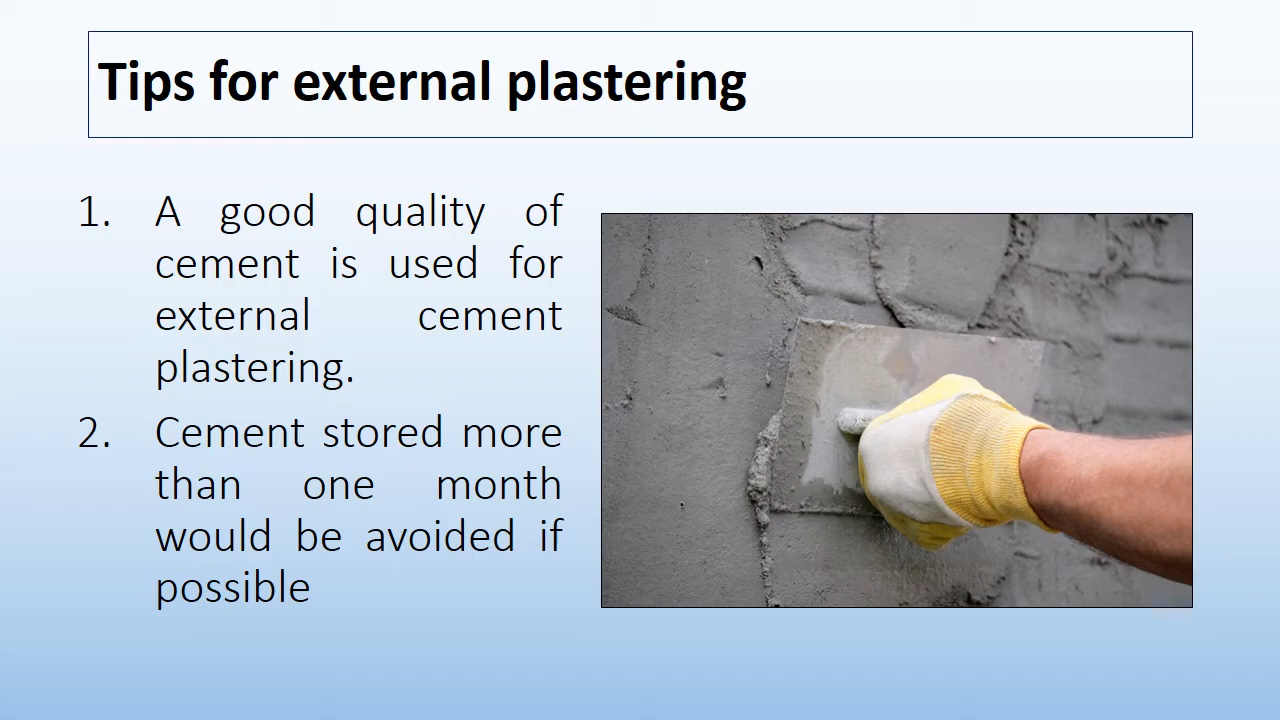 Tips for external plastering
1. A good quality of
cement is used for
external cement
plastering.
2. Cement stored more
than one month
would be avoided if
possible